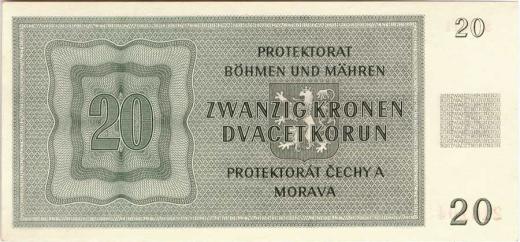 20
PROTEKTORAT
BÖHMEN UND MÄHREN
20
ZWANZIG KRONEN
DVACET KORUN
PROTEKTORÁT ČECHY A
MORAVA
20